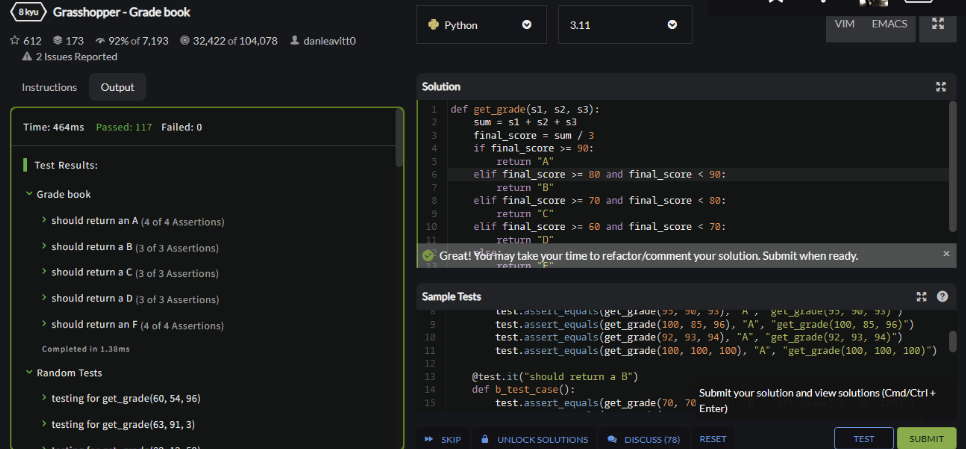 8 kyu
Grasshopper - Grade book
612 173 92% of 7,193 32,422 of 104,078 danleavitt0
2 Issues Reported
Instructions Output
Time: 464ms Passed: 117 Failed: 0
Test Results:
Grade book
should return an A (4 of 4 Assertions)
should return a B (3 of 3 Assertions)
should return a C (3 of 3 Assertions)
should return a D (3 of 3 Assertions)
should return an F (4 of 4 Assertions)
Completed in 1.38ms
Random Tests
testing for get_grade(60, 54, 96)
testing for get_grade(63, 91, 3)
Python
3.11
VIM EMACS
Solution
1 def get_grade(s1, s2, s3):
2 sum = s1 + s2 + s3
3 final_score = sum / 3
4 if final_score >= 90:
5 return "A"
6 elif final_score >= 80 and final_score < 90:
7 return "B"
8 elif final_score >= 70 and final_score < 80:
9 return "C"
10 elif final_score >= 60 and final_score < 70:
11 return "D"
12 else:
13 return "F"
Great! You may take your time to refactor/comment your solution. Submit when ready.
Sample Tests
8 test.assert_equals(get_grade(95, 90, 93), "A", "get_grade(95, 90, 93)")
9 test.assert_equals(get_grade(100, 85, 96), "A", "get_grade(100, 85, 96)")
10 test.assert_equals(get_grade(92, 93, 94), "A", "get_grade(92, 93, 94)")
11 test.assert_equals(get_grade(100, 100, 100), "A", "get_grade(100, 100, 100)")
12
13 @test.it("should return a B")
14 def b_test_case():
15 test.assert_equals(get_grade(70, 70
Submit your solution and view solutions (Cmd/Ctrl +
Enter)
SKIP UNLOCK SOLUTIONS DISCUSS (78) RESET TEST SUBMIT